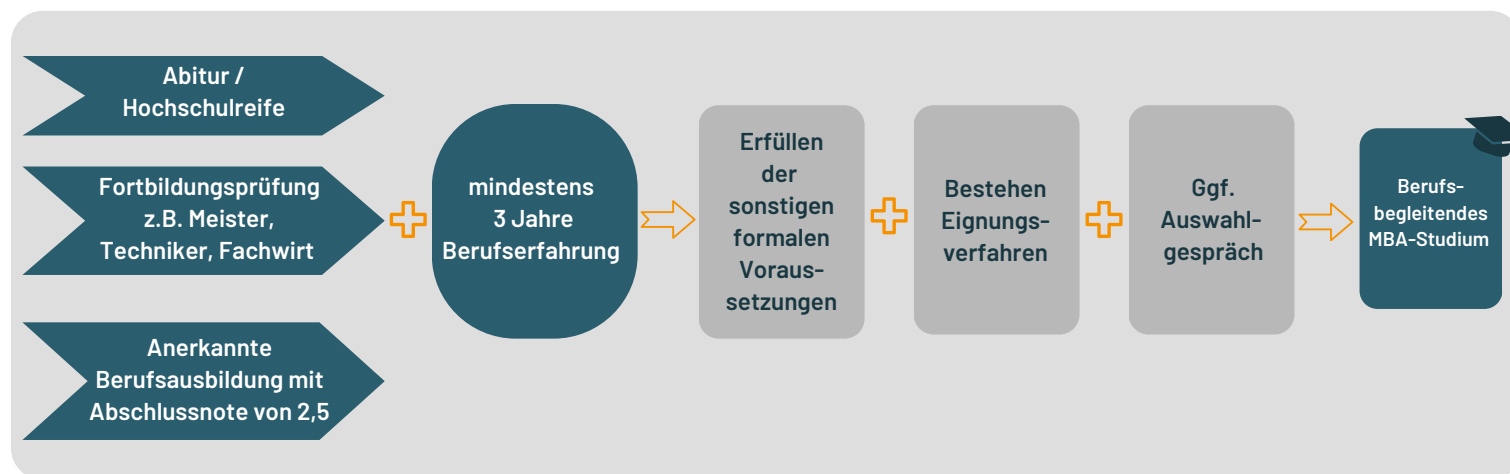 Abitur /
Hochschulreife
Fortbildungsprüfung
z.B. Meister,
Techniker, Fachwirt
Anerkannte
Berufsausbildung mit
Abschlussnote von 2,5
mindestens
3 Jahre
Berufserfahrung
Erfüllen
der
sonstigen
formalen
Voraus-
setzungen
Bestehen
Eignungs-
verfahren
Ggf.
Auswahl-
gespräch
Berufs-
begleitendes
MBA-Studium